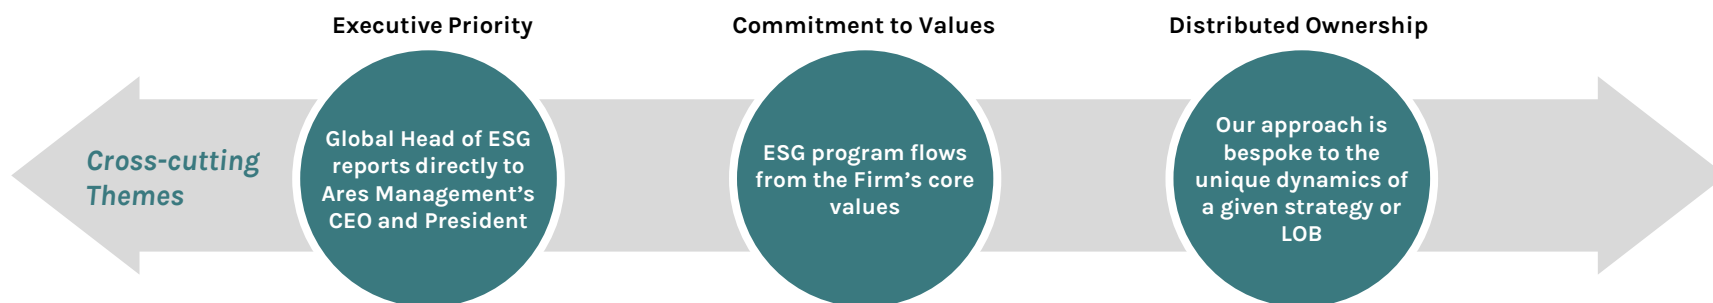 Executive Priority
Commitment to Values
Distributed Ownership
Cross-cutting
Themes
Global Head of ESG
reports directly to
Ares Management’s
CEO and President
ESG program flows
from the Firm’s core
values
Our approach is
bespoke to the
unique dynamics of
a given strategy or
LOB